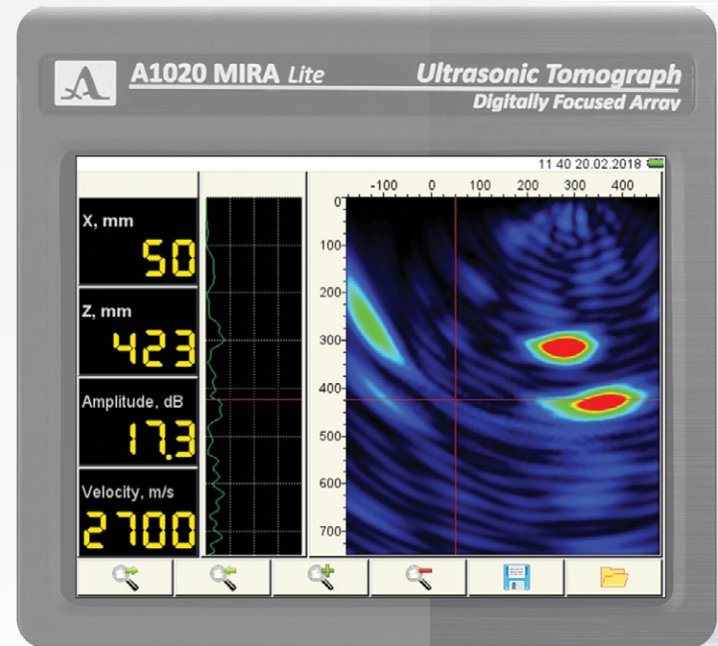 A1020 MIRA Lite
Ultrasonic Tomograph
Digitally Focused Array
11 40 20.02.2018
-100 0 100 200 300 400
X, mm
50
Z, mm
423
Amplitude, dB
17.3
Velocity, m/s
2700
0
100
200
300
400
500
600
700